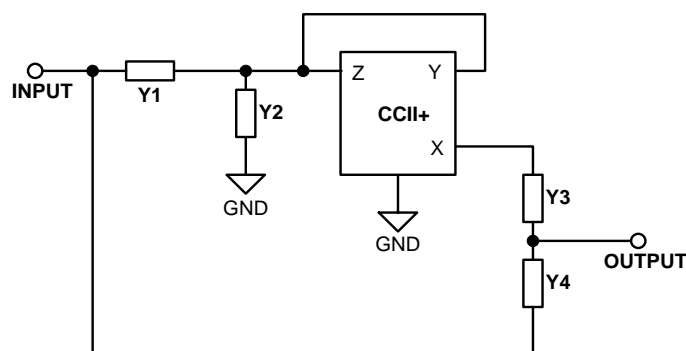 INPUT
Y1
Y2
GND
Z
Y
CCII+
X
GND
Y3
OUTPUT
Y4